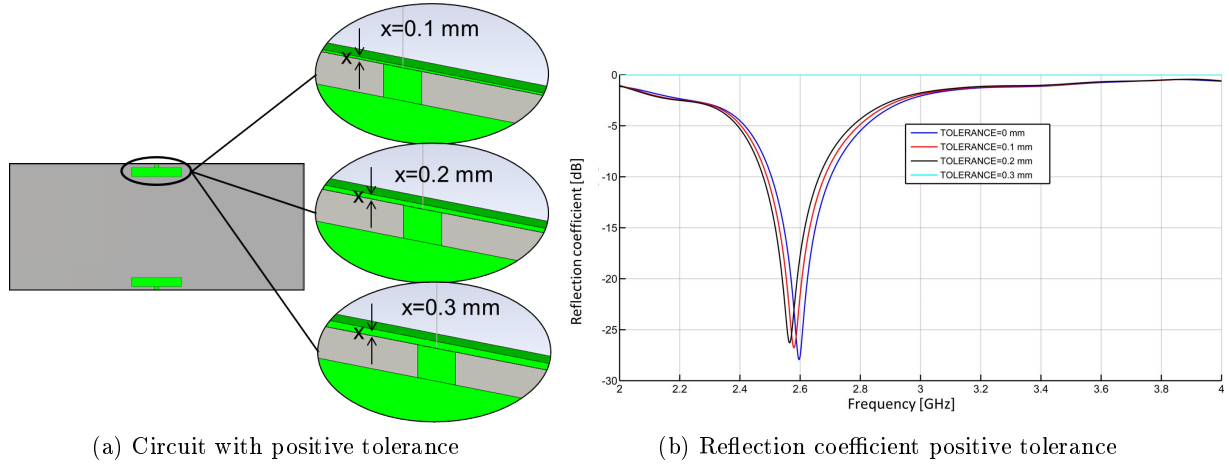 x=0.1 mm
x
x=0.2 mm
x
x=0.3 mm
x
(a) Circuit with positive tolerance
Reflection coefficient [dB]
0
-5
-10
-15
-20
-25
-30
2
2.2
2.4
2.6
2.8
3
3.2
3.4
3.6
3.8
4
Frequency [GHz]
TOLERANCE=0 mm
TOLERANCE=0.1 mm
TOLERANCE=0.2 mm
TOLERANCE=0.3 mm
(b) Reflection coefficient positive tolerance